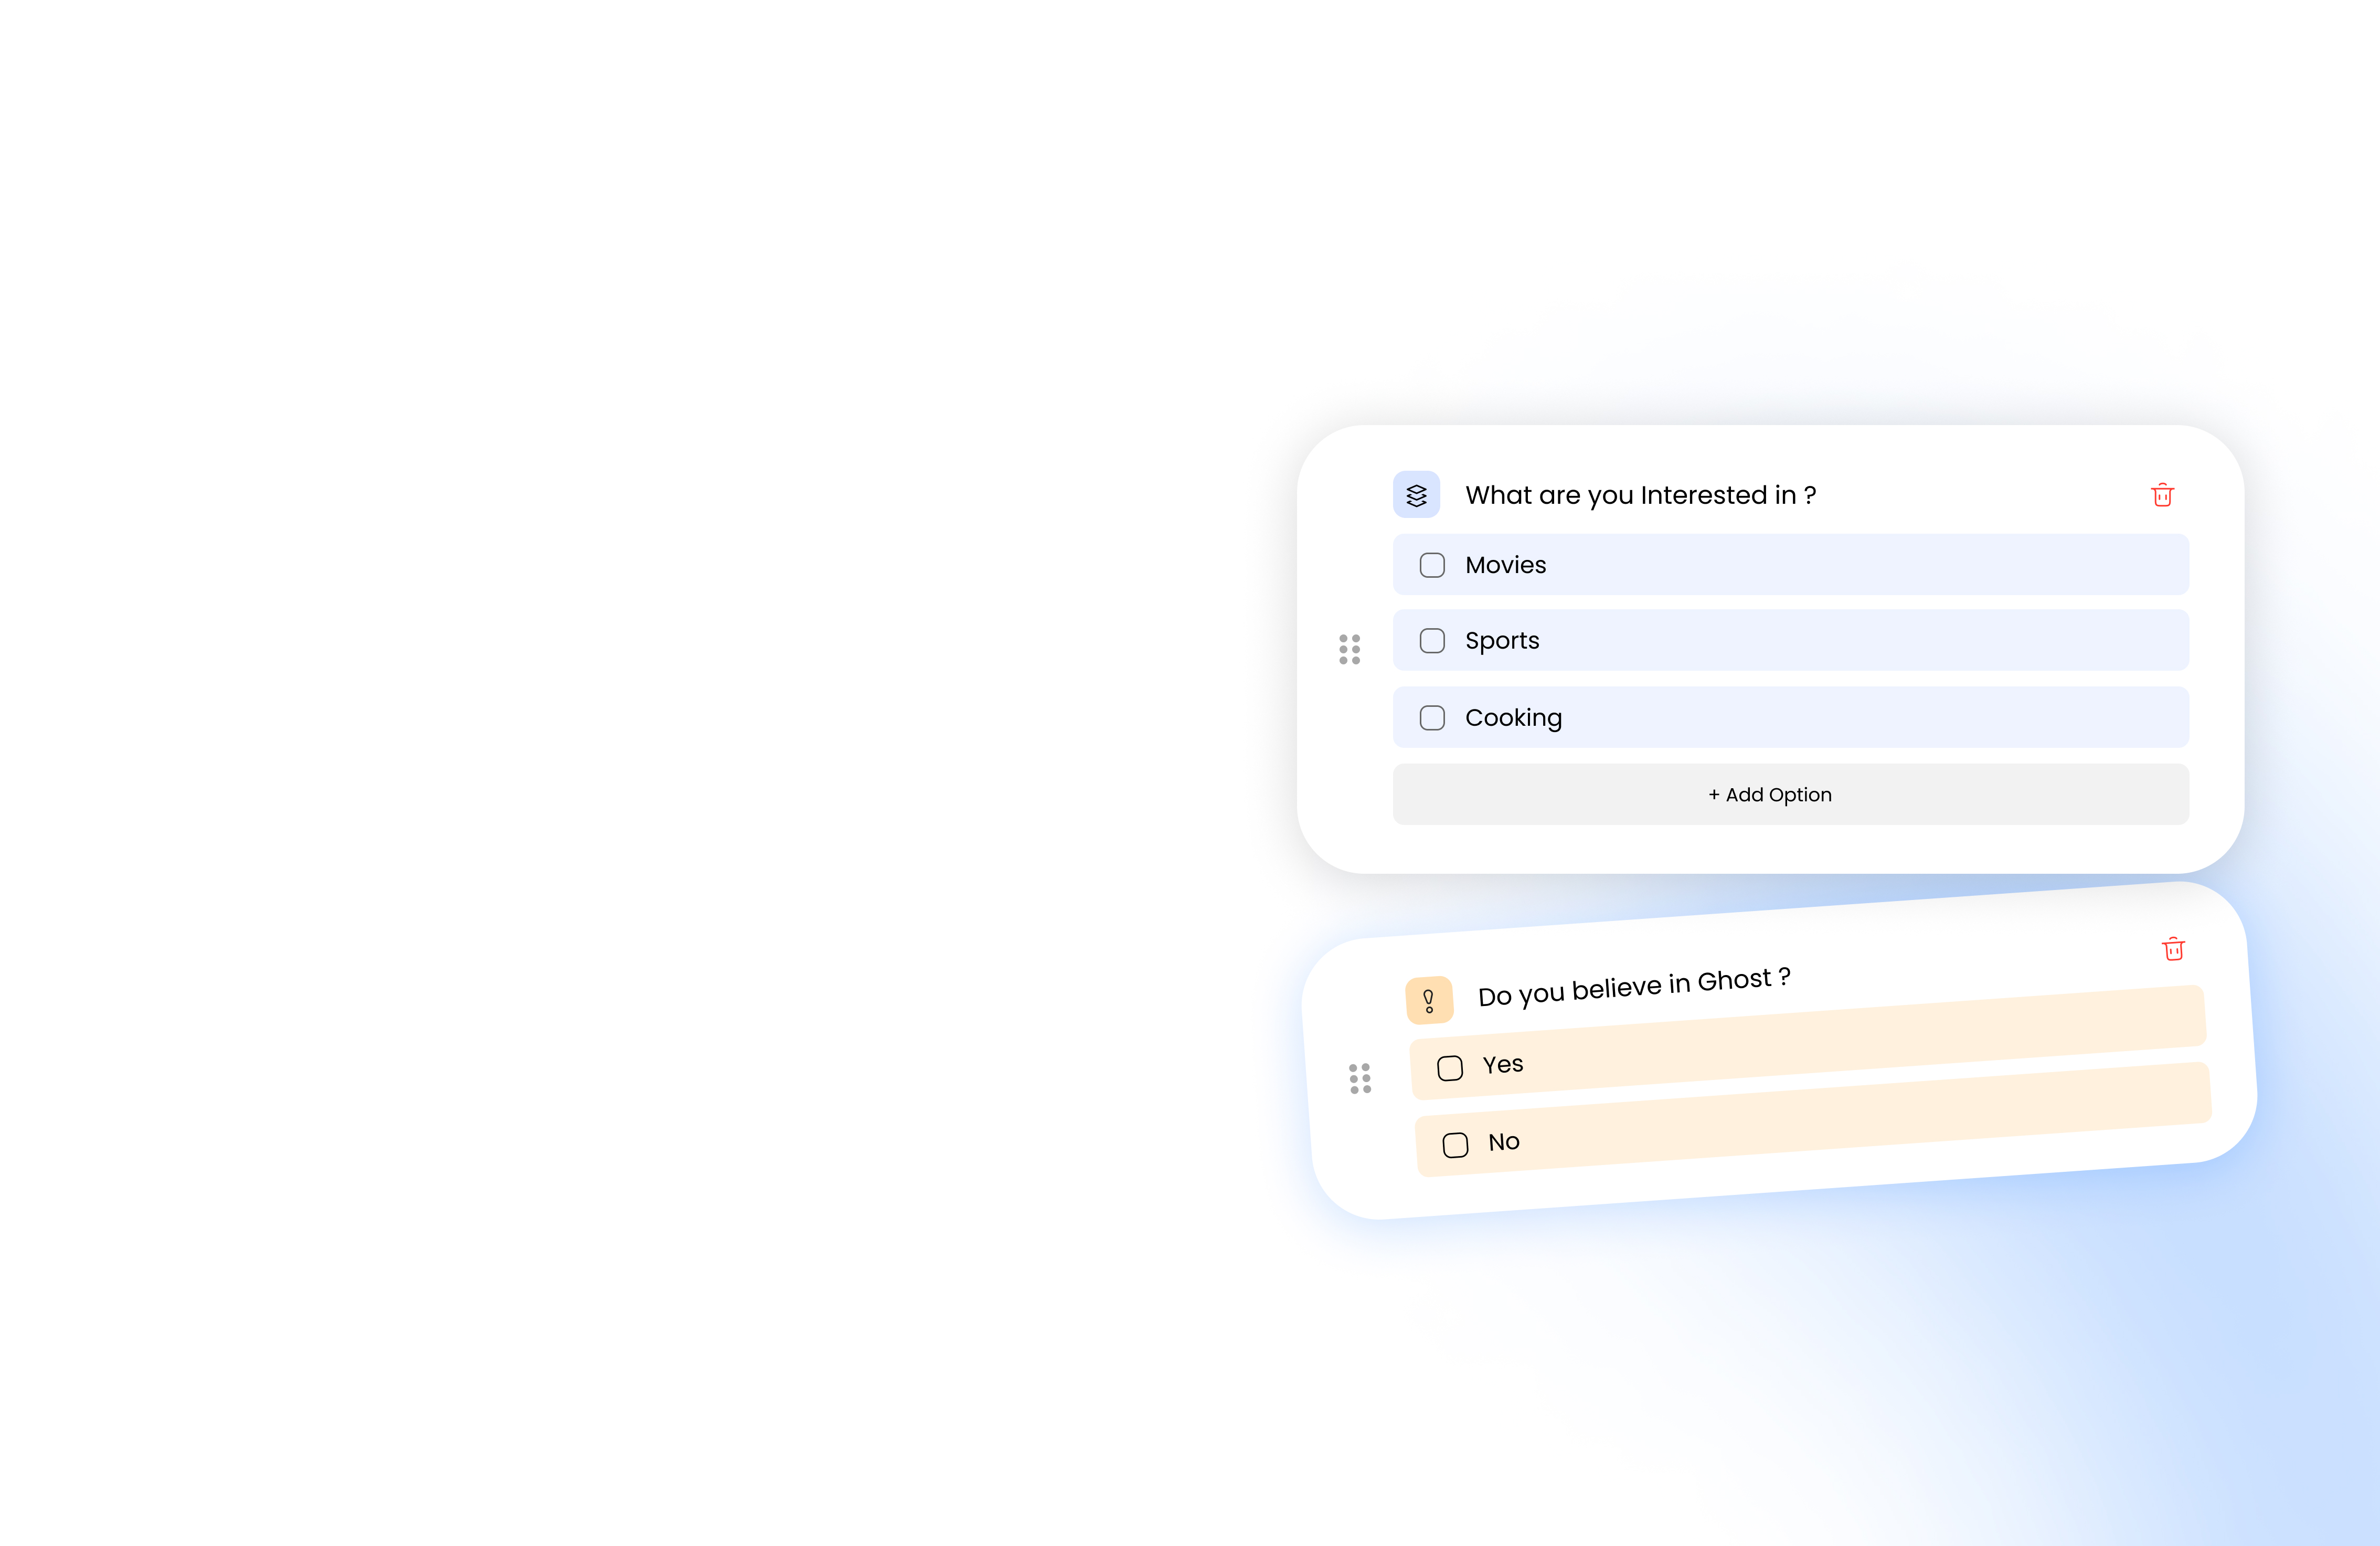 What are you Interested in ?
Movies
Sports
Cooking
+ Add Option
Do you believe in Ghost ?
Yes
No